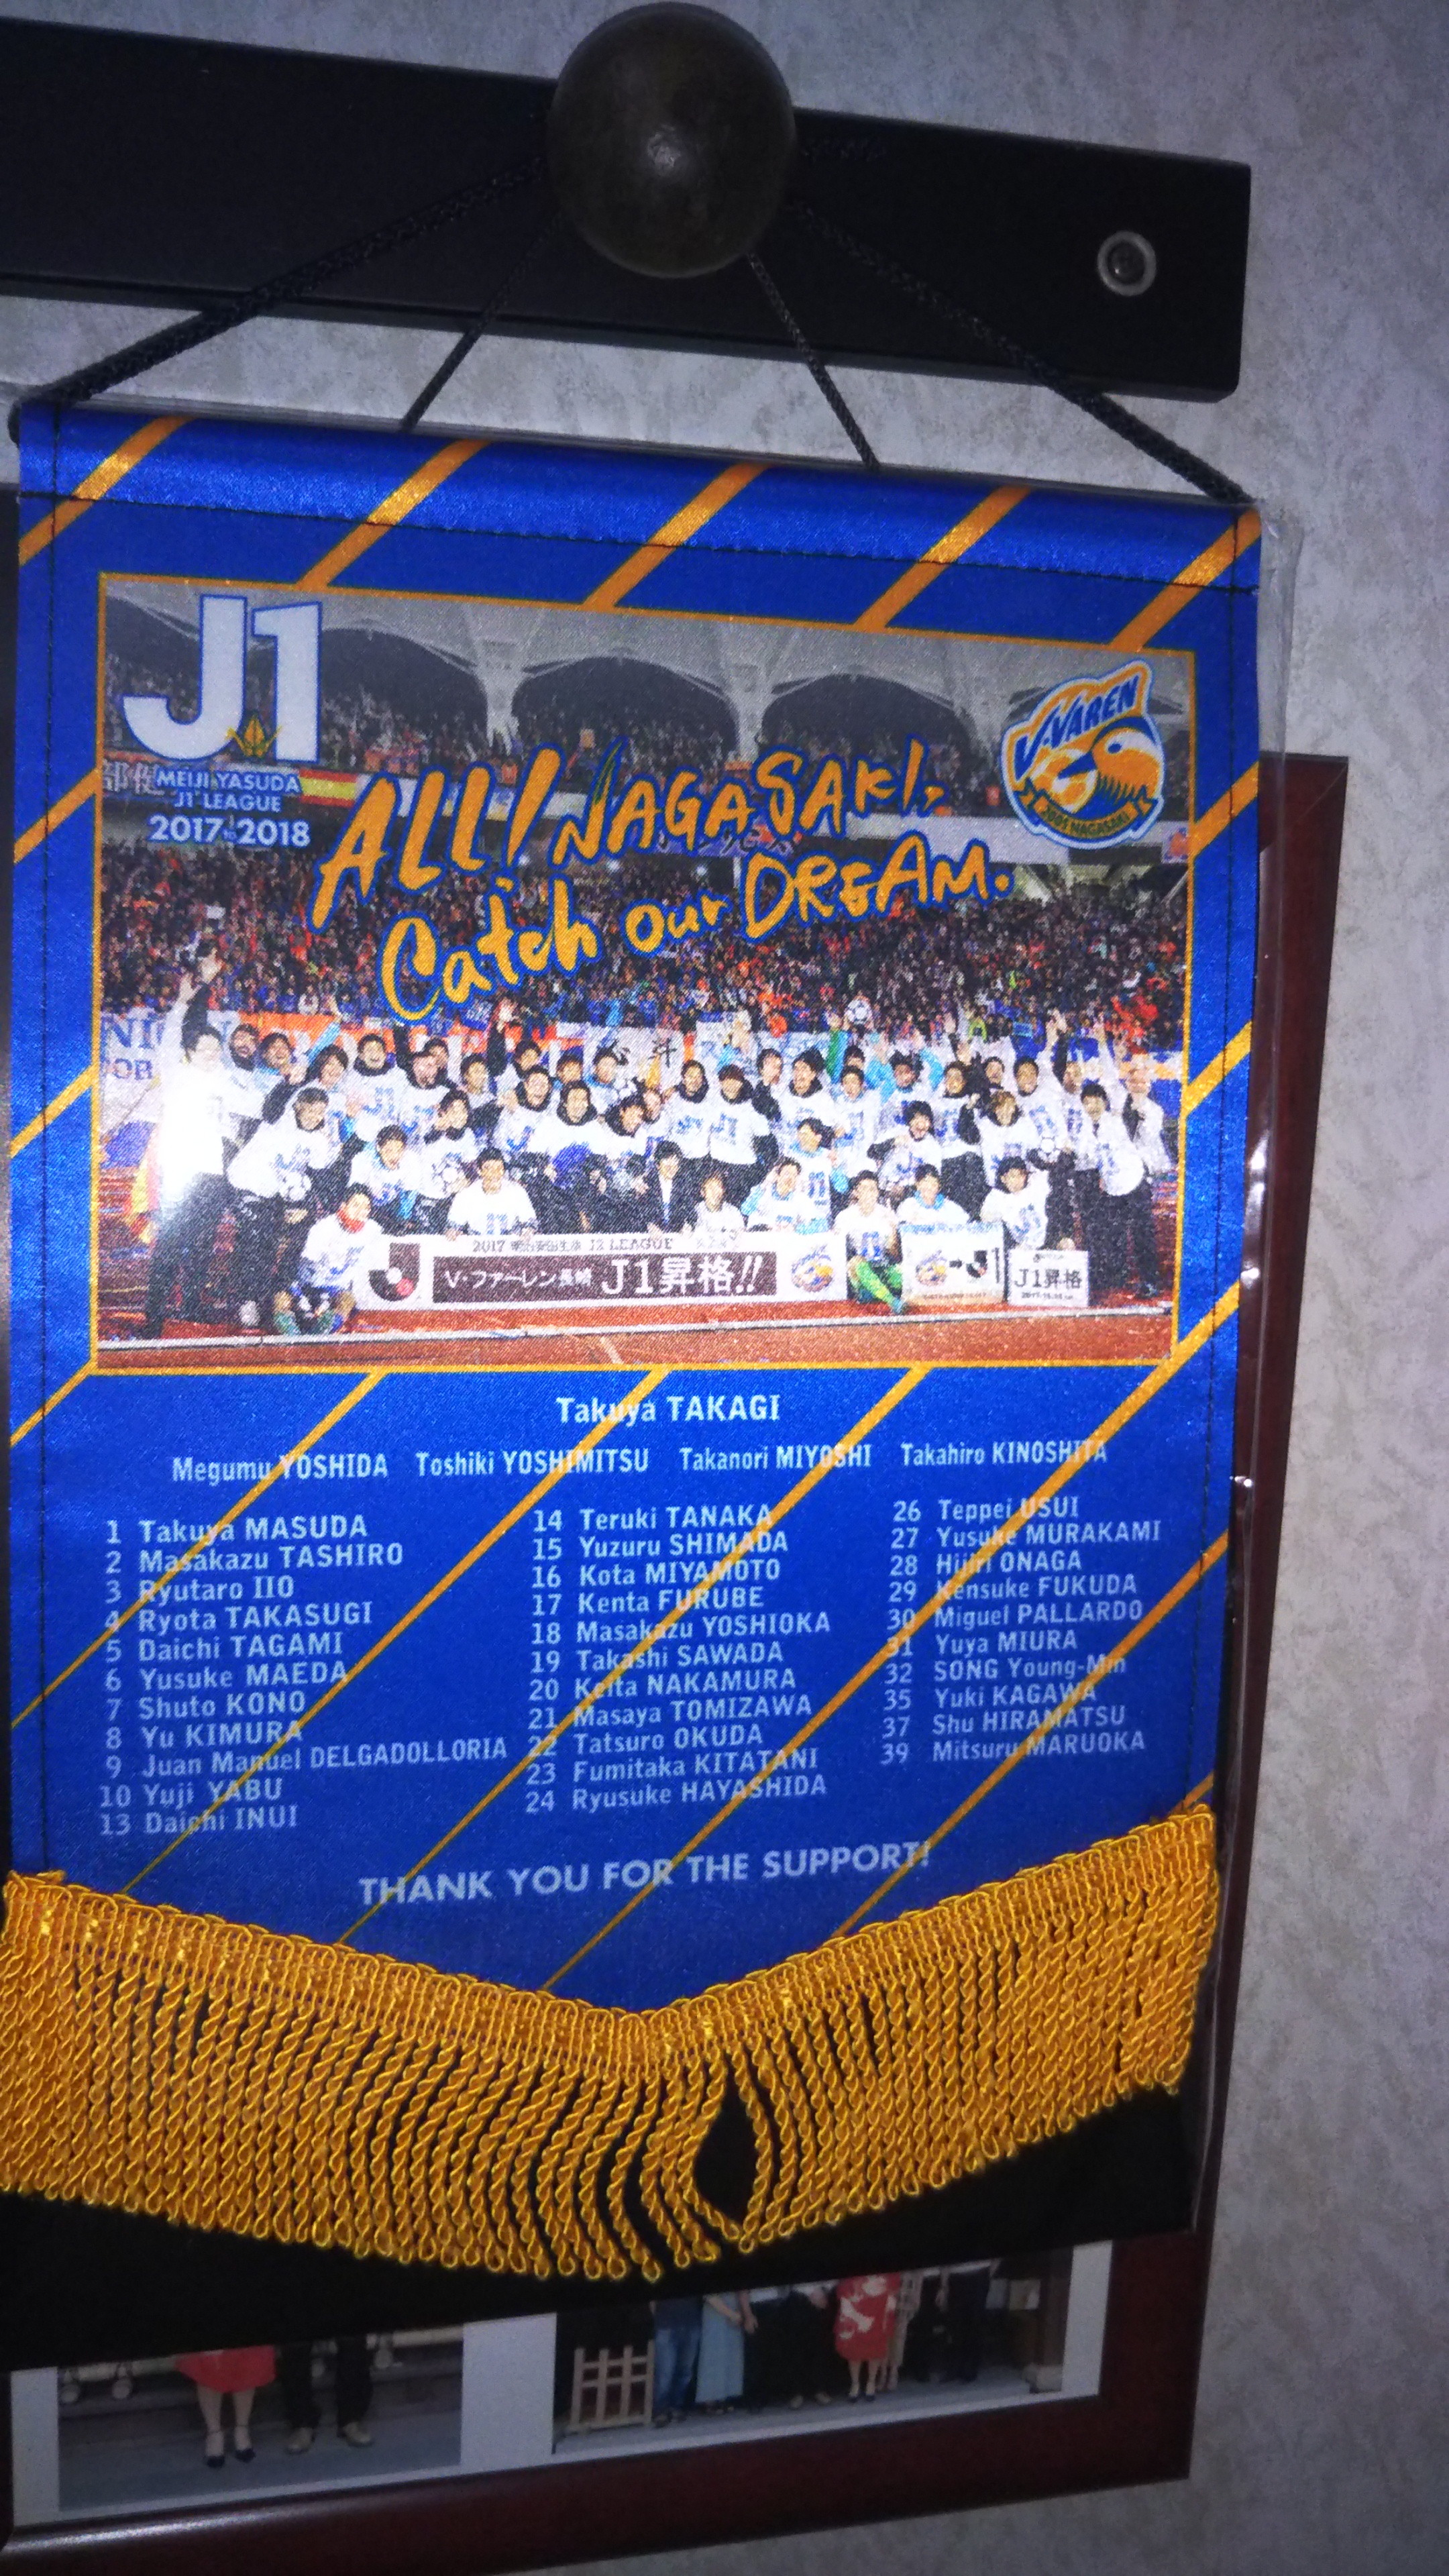 J1
MEIJI YASUDA
J1 LEAGUE
2017 to 2018
V·VAREN
2005 NAGASAKI
ALL! NAGASAKI.
Catch our DREAM.
2017 J2 LEAGUE
V・ファーレン長崎 J1昇格!!
J1昇格
Takuya TAKAGI
Megumu YOSHIDA Toshiki YOSHIMITSU Takanori MIYOSHI Takahiro KINOSHITA
1 Takuya MASUDA
2 Masakazu TASHIRO
3 Ryutaro IIO
4 Ryota TAKASUGI
5 Daichi TAGAMI
6 Yusuke MAEDA
7 Shuto KONO
8 Yu KIMURA
9 Juan Manuel DELGADOLLORIA
10 Yuji YABU
13 Daichi INUI
14 Teruki TANAKA
15 Yuzuru SHIMADA
16 Kota MIYAMOTO
17 Kenta FURUBE
18 Masakazu YOSHIOKA
19 Takashi SAWADA
20 Keita NAKAMURA
21 Masaya TOMIZAWA
22 Tatsuro OKUDA
23 Fumitaka KITATANI
24 Ryusuke HAYASHIDA
26 Teppei USUI
27 Yusuke MURAKAMI
28 Hijiri ONAGA
29 Kensuke FUKUDA
30 Miguel PALLARDO
31 Yuya MIURA
32 SONG Young-Min
35 Yuki KAGAWA
37 Shu HIRAMATSU
39 Mitsuru MARUOKA
THANK YOU FOR THE SUPPORT!